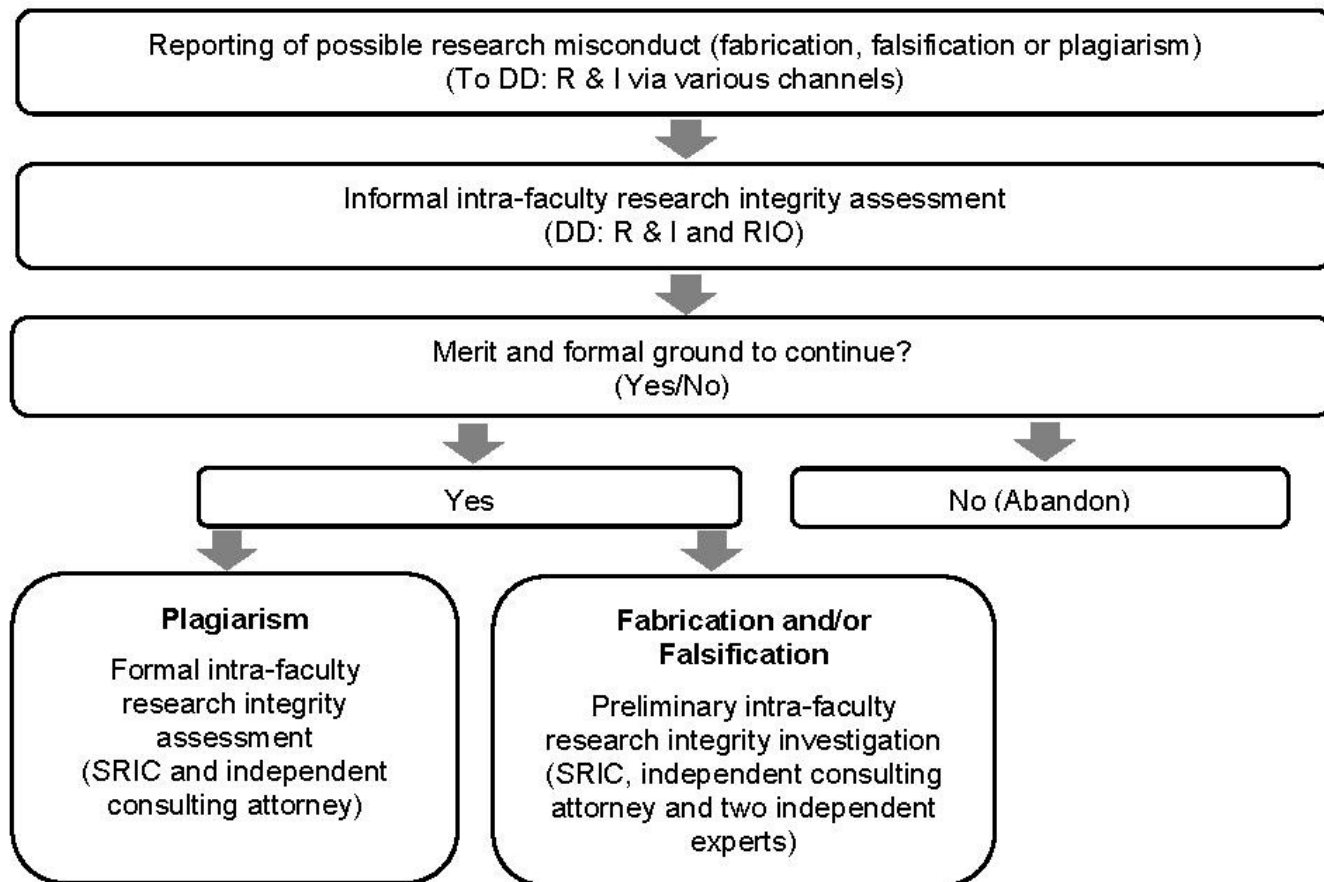 Reporting of possible research misconduct (fabrication, falsification or plagiarism)
(To DD: R & I via various channels)
Informal intra-faculty research integrity assessment
(DD: R & I and RIO)
Merit and formal ground to continue?
(Yes/No)
Yes
No (Abandon)
Plagiarism
Formal intra-faculty
research integrity
assessment
(SRIC and independent
consulting attorney)
Fabrication and/or
Falsification
Preliminary intra-faculty
research integrity investigation
(SRIC, independent consulting
attorney and two independent
experts)